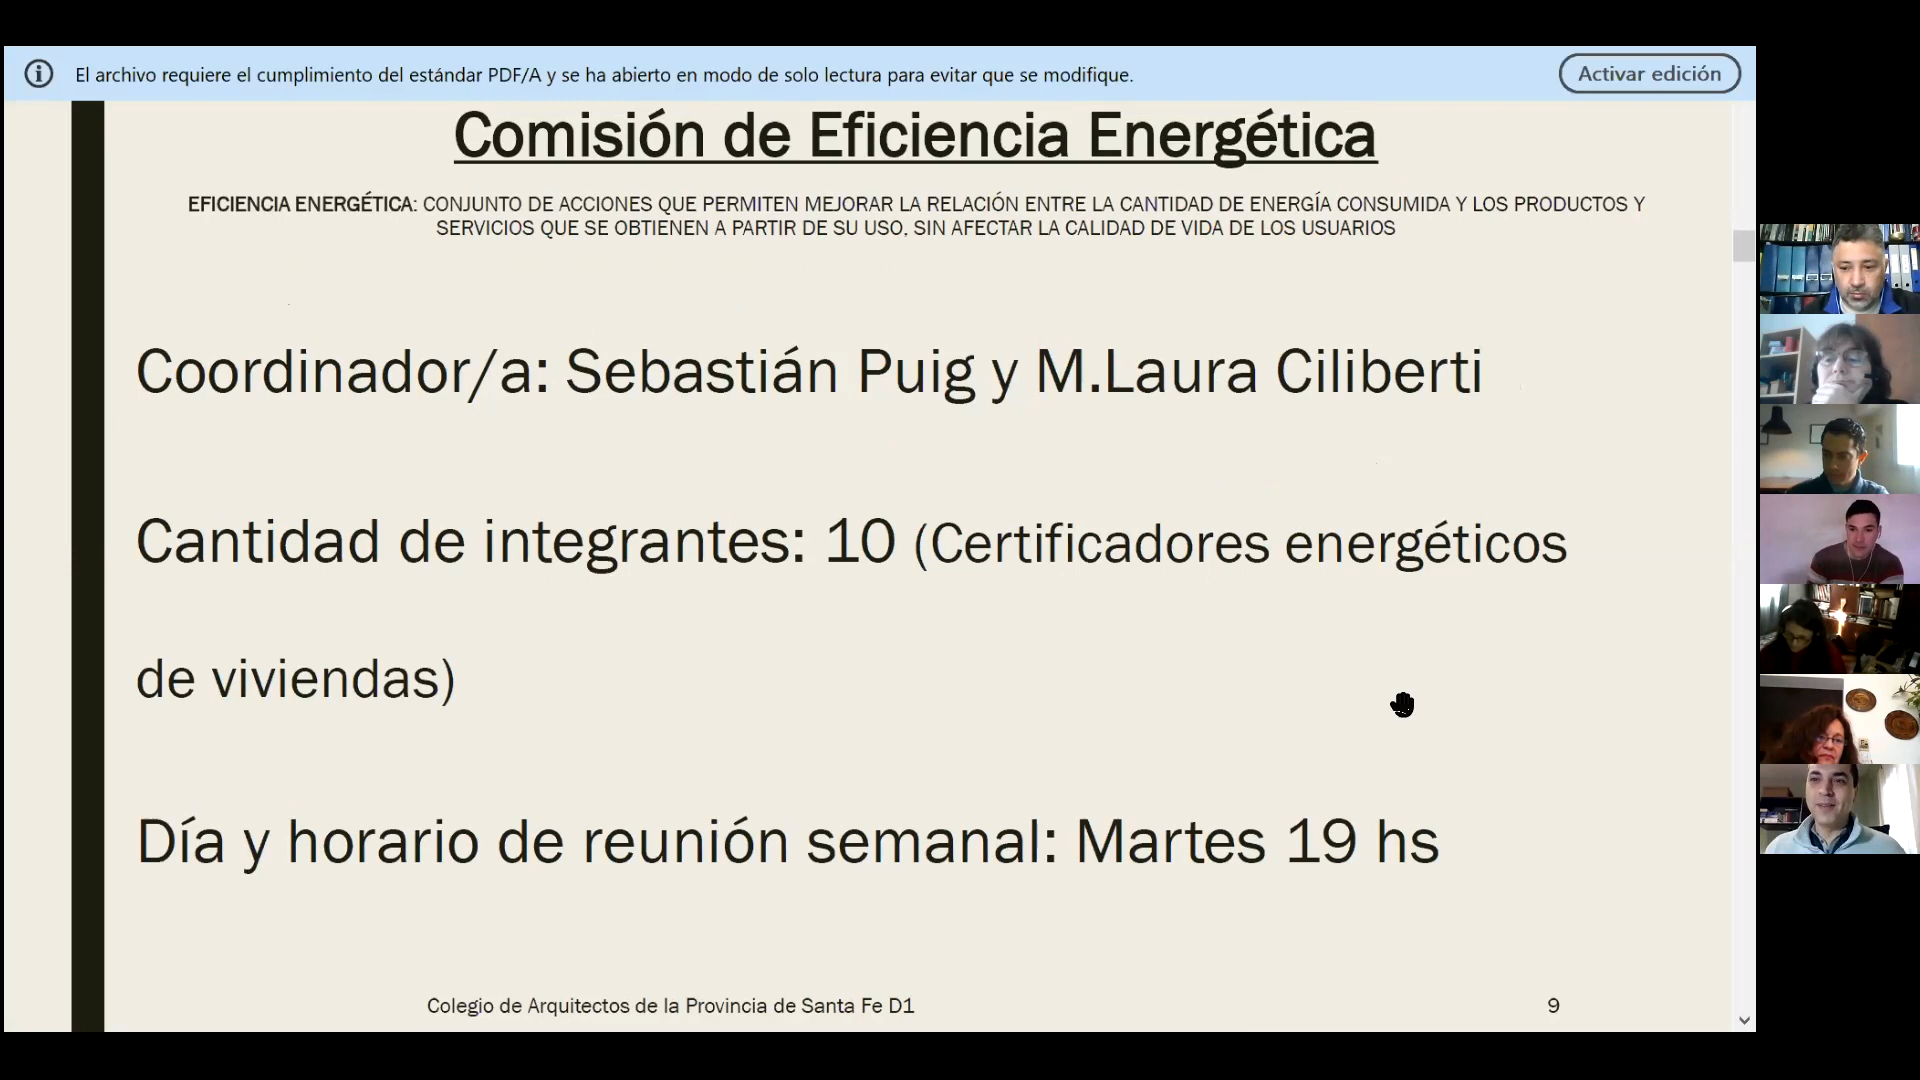 El archivo requiere el cumplimiento del estándar PDF/A y se ha abierto en modo de solo lectura para evitar que se modifique.
Activar edición
Comisión de Eficiencia Energética
EFICIENCIA ENERGÉTICA: CONJUNTO DE ACCIONES QUE PERMITEN MEJORAR LA RELACIÓN ENTRE LA CANTIDAD DE ENERGÍA CONSUMIDA Y LOS PRODUCTOS Y
SERVICIOS QUE SE OBTIENEN A PARTIR DE SU USO, SIN AFECTAR LA CALIDAD DE VIDA DE LOS USUARIOS
Coordinador/a: Sebastián Puig y M.Laura Ciliberti
Cantidad de integrantes: 10 (Certificadores energéticos
de viviendas)
Día y horario de reunión semanal: Martes 19 hs
Colegio de Arquitectos de la Provincia de Santa Fe D1
9